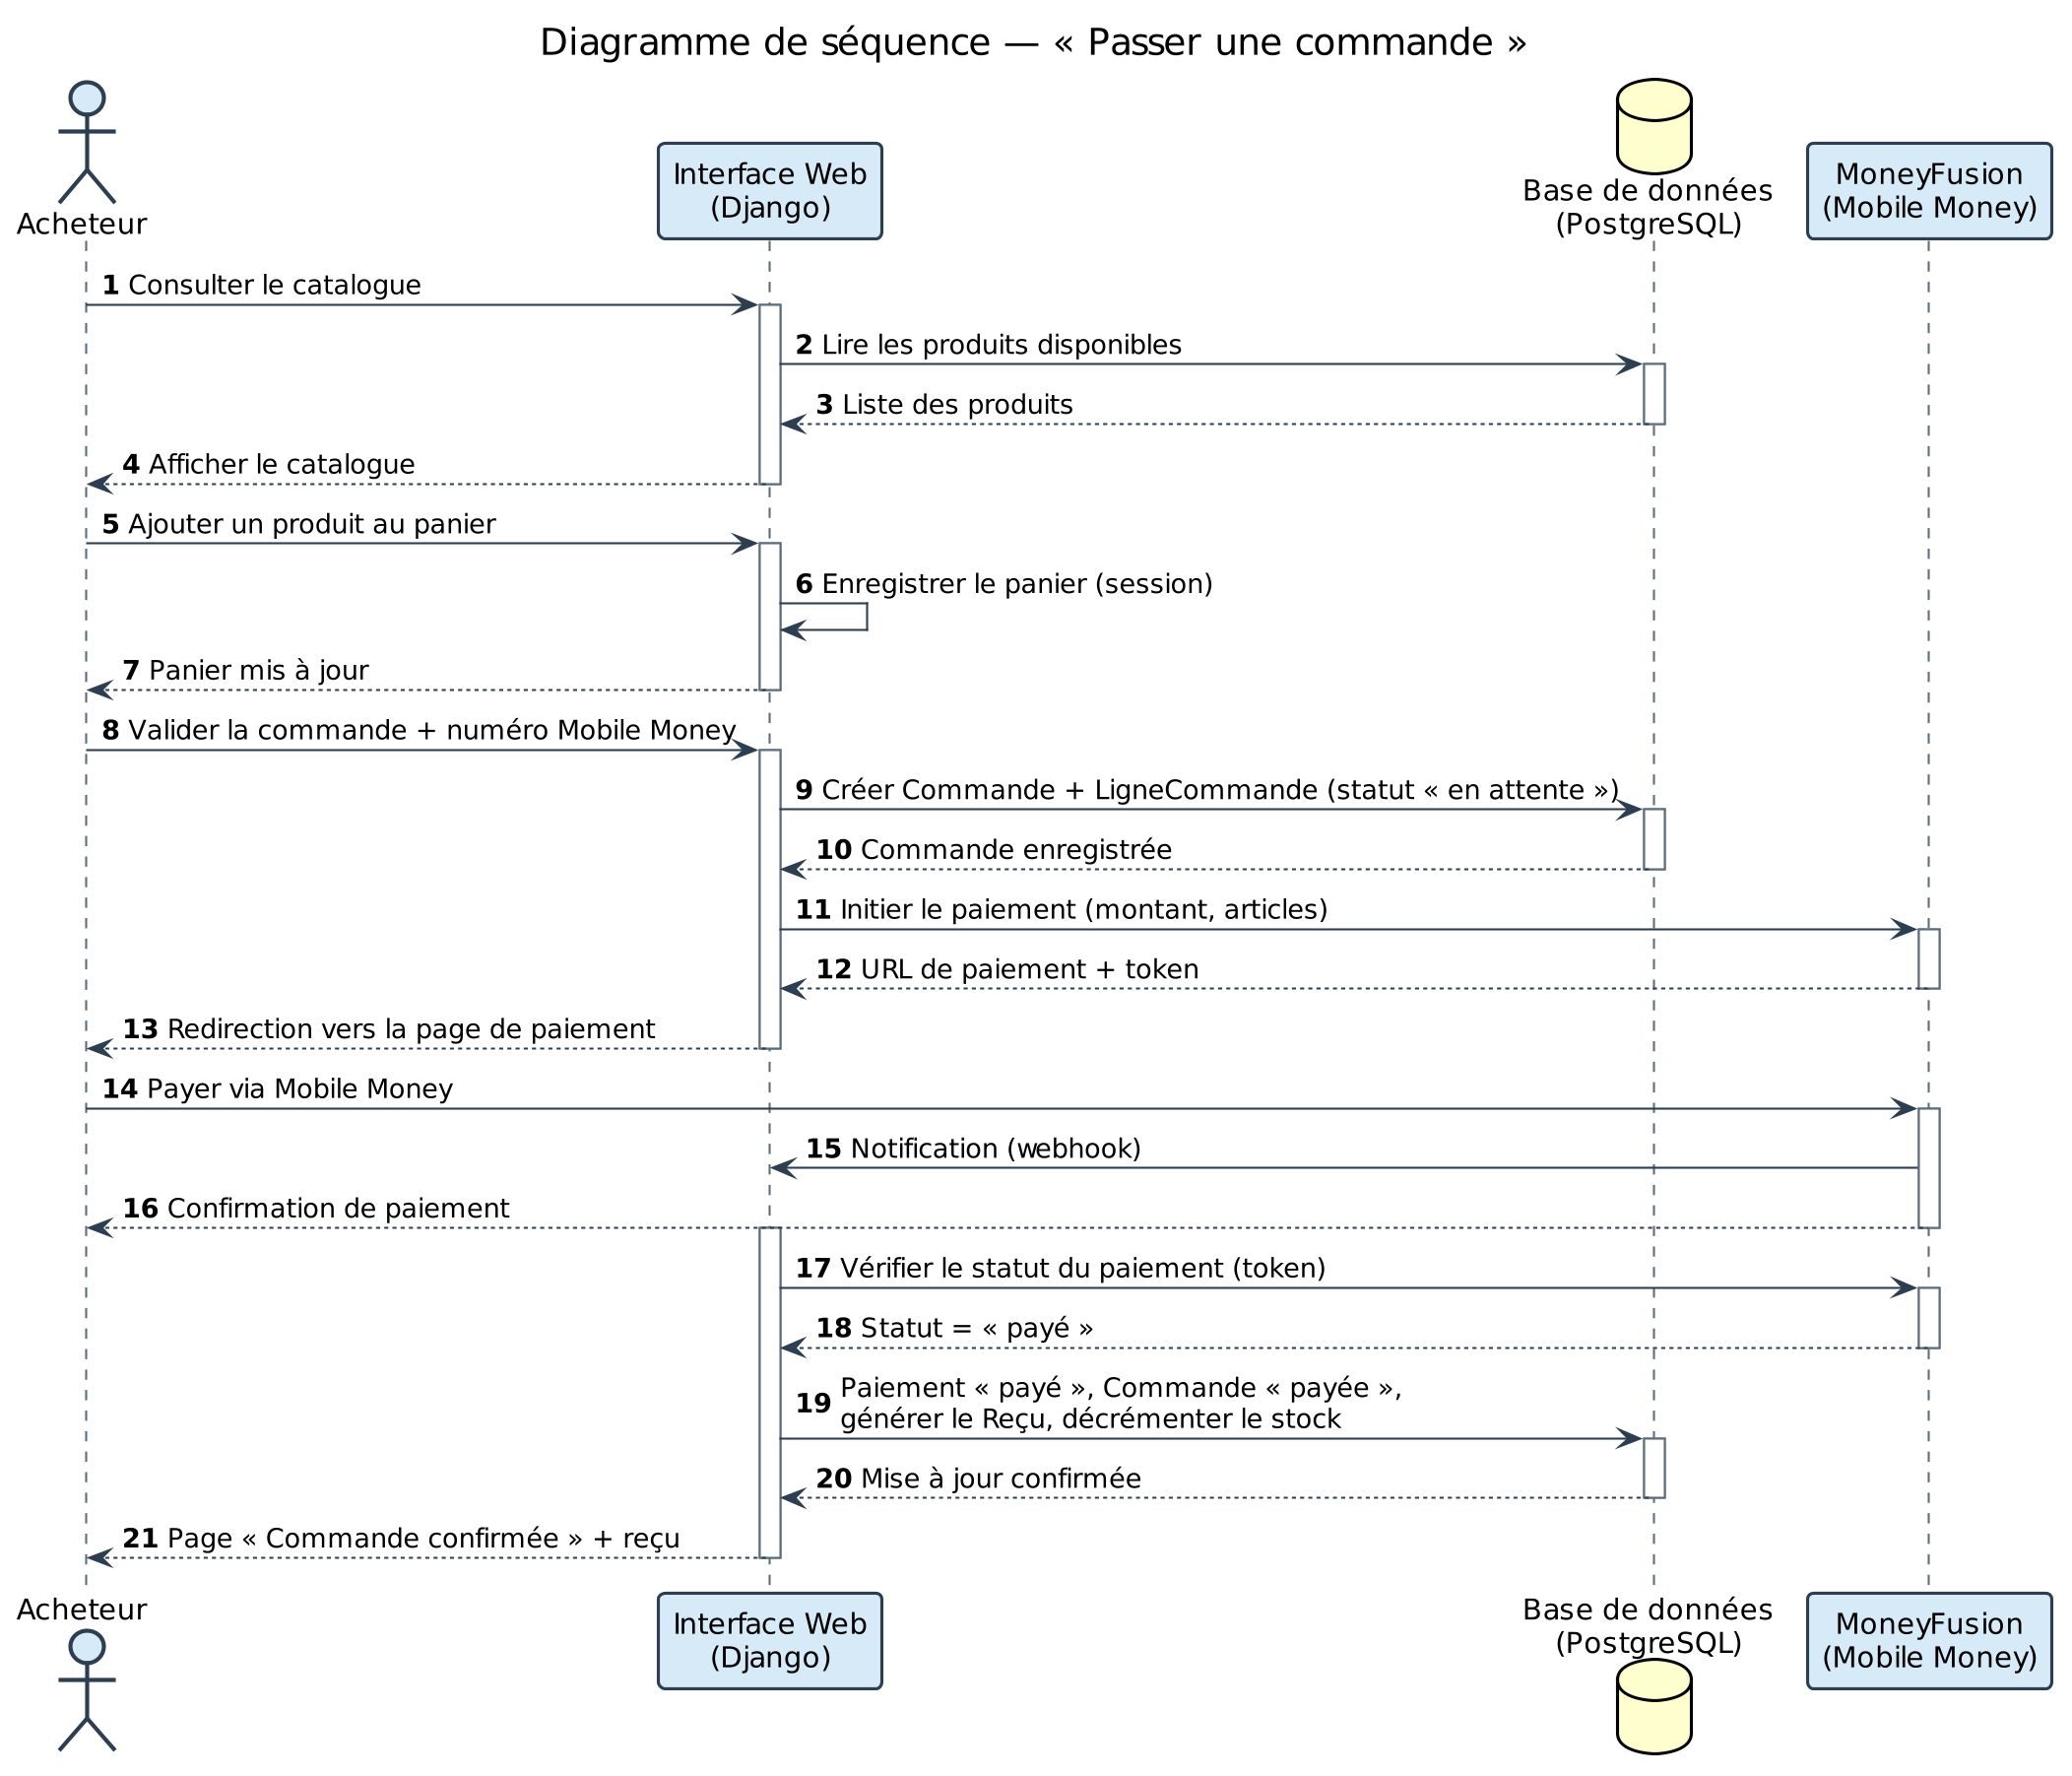 Diagramme de séquence — « Passer une commande »
Acheteur
Interface Web
(Django)
Base de données
(PostgreSQL)
MoneyFusion
(Mobile Money)
1 Consulter le catalogue
2 Lire les produits disponibles
3 Liste des produits
4 Afficher le catalogue
5 Ajouter un produit au panier
6 Enregistrer le panier (session)
7 Panier mis à jour
8 Valider la commande + numéro Mobile Money
9 Créer Commande + LigneCommande (statut « en attente »)
10 Commande enregistrée
11 Initier le paiement (montant, articles)
12 URL de paiement + token
13 Redirection vers la page de paiement
14 Payer via Mobile Money
15 Notification (webhook)
16 Confirmation de paiement
17 Vérifier le statut du paiement (token)
18 Statut = « payé »
19 Paiement « payé », Commande « payée »,
générer le Reçu, décrémenter le stock
20 Mise à jour confirmée
21 Page « Commande confirmée » + reçu
Acheteur
Interface Web
(Django)
Base de données
(PostgreSQL)
MoneyFusion
(Mobile Money)